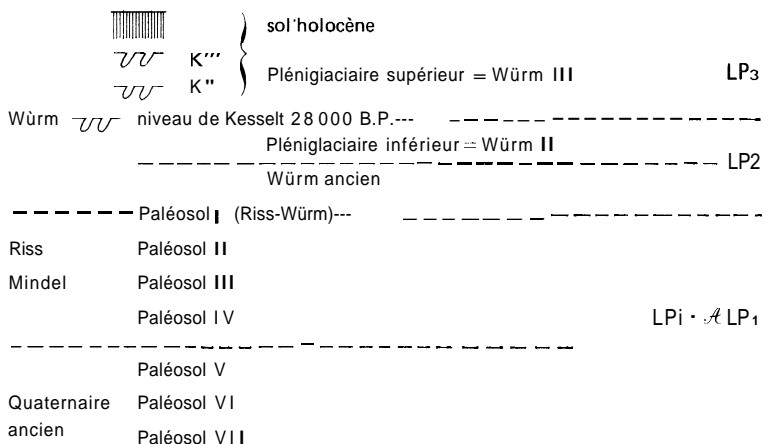 sol'holocène
K'''
K"
Plénigiaciaire supérieur = Würm III LP3
Wùrm niveau de Kesselt 28 000 B.P.---
Pléniglaciaire inférieur = Würm II
LP2
Würm ancien
Paléosol I (Riss-Würm)---
Riss Paléosol II
Mindel Paléosol III
Paléosol IV LPi · A LP1
Paléosol V
Quaternaire Paléosol VI
ancien Paléosol VII